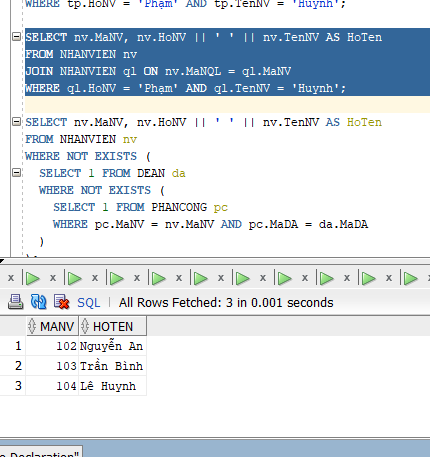 WHERE tp.HoNV = 'Phạm' AND tp.TenNV = 'Huynh';
SELECT nv.MaNV, nv.HoNV || ' ' || nv.TenNV AS HoTen
FROM NHANVIEN nv
JOIN NHANVIEN ql ON nv.MaNQL = ql.MaNV
WHERE ql.HoNV = 'Phạm' AND ql.TenNV = 'Huynh';
SELECT nv.MaNV, nv.HoNV || ' ' || nv.TenNV AS HoTen
FROM NHANVIEN nv
WHERE NOT EXISTS (
SELECT 1 FROM DEAN da
WHERE NOT EXISTS (
SELECT 1 FROM PHANCONG pc
WHERE pc.MaNV = nv.MaNV AND pc.MaDA = da.MaDA
)
);
x x x x x x x x x x
SQL | All Rows Fetched: 3 in 0.001 seconds
MANV HOTEN
1 102 Nguyễn An
2 103 Trần Bình
3 104 Lê Huynh
Declaration"